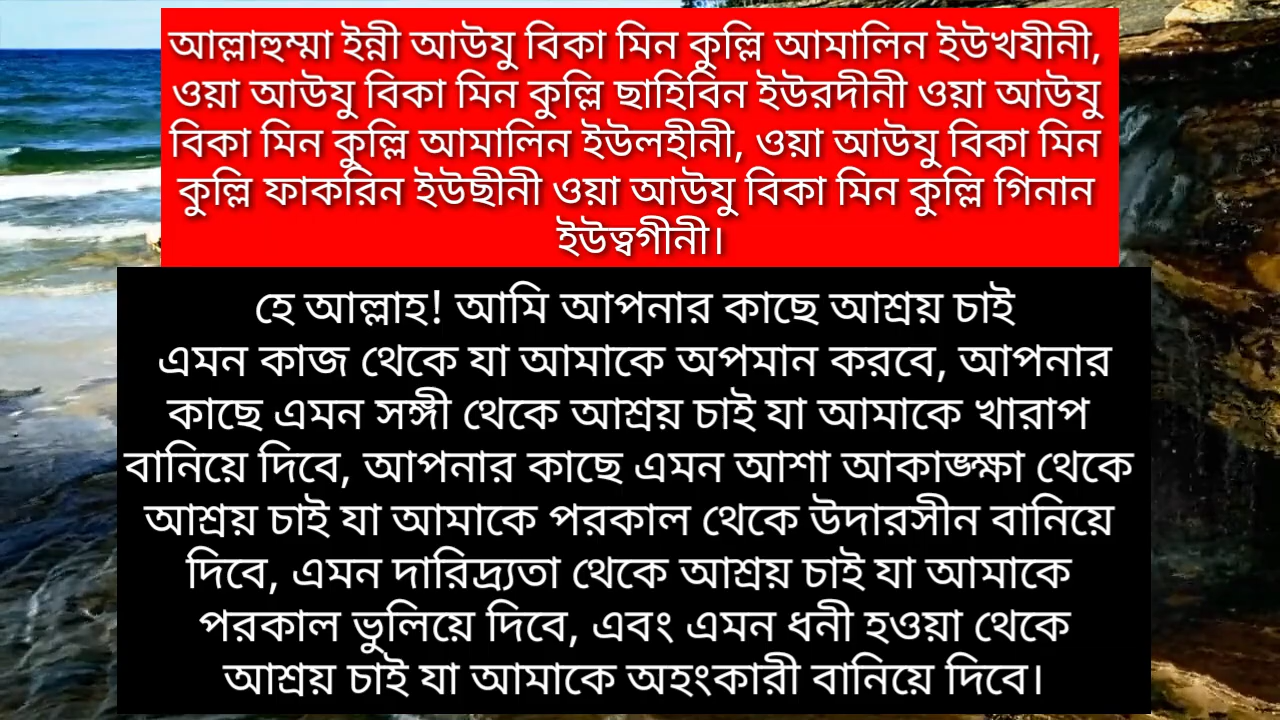 আল্লাহুম্মা ইন্নী আউযু বিকা মিন কুল্লি আমালিন ইউখযীনী,
ওয়া আউযু বিকা মিন কুল্লি ছাহিবিন ইউরদীনী ওয়া আউযু
বিকা মিন কুল্লি আমালিন ইউলহীনী, ওয়া আউযু বিকা মিন
কুল্লি ফাকরিন ইউছীনী ওয়া আউযু বিকা মিন কুল্লি গিনান
ইউত্বগীনী।
হে আল্লাহ! আমি আপনার কাছে আশ্রয় চাই
এমন কাজ থেকে যা আমাকে অপমান করবে, আপনার
কাছে এমন সঙ্গী থেকে আশ্রয় চাই যা আমাকে খারাপ
বানিয়ে দিবে, আপনার কাছে এমন আশা আকাঙ্ক্ষা থেকে
আশ্রয় চাই যা আমাকে পরকাল থেকে উদারসীন বানিয়ে
দিবে, এমন দারিদ্র্যতা থেকে আশ্রয় চাই যা আমাকে
পরকাল ভুলিয়ে দিবে, এবং এমন ধনী হওয়া থেকে
আশ্রয় চাই যা আমাকে অহংকারী বানিয়ে দিবে।